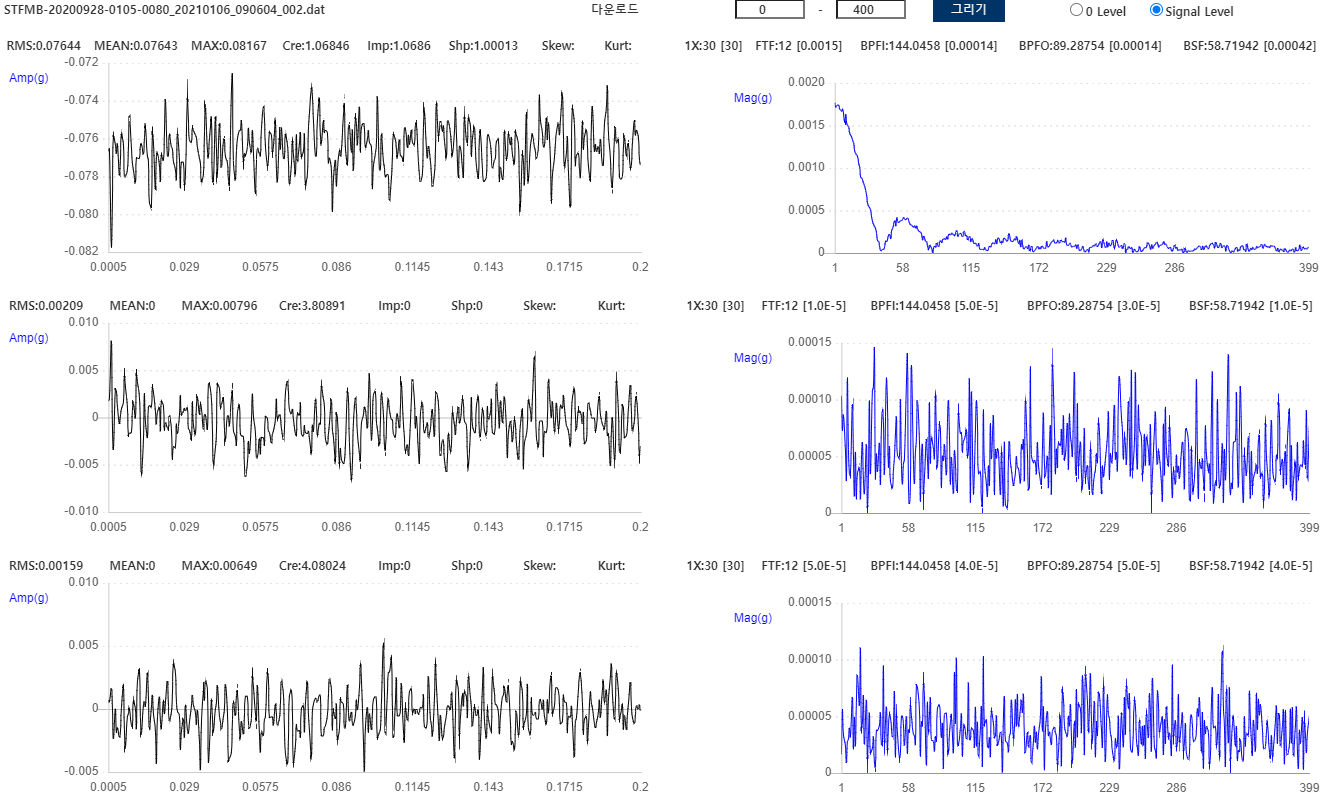 STFMB-20200928-0105-0080_20210106_090604_002.dat 다운로드 0 - 400 그리기 0 Level Signal Level
RMS:0.07644 MEAN:0.07643 MAX:0.08167 Cre:1.06846 Imp:1.0686 Shp:1.00013 Skew: Kurt:
Amp(g)
-0.072
-0.074
-0.076
-0.078
-0.080
-0.082
0.0005 0.029 0.0575 0.086 0.1145 0.143 0.1715 0.2
1X:30 [30] FTF:12 [0.0015] BPFI:144.0458 [0.00014] BPFO:89.28754 [0.00014] BSF:58.71942 [0.00042]
Mag(g)
0.0020
0.0015
0.0010
0.0005
0
1 58 115 172 229 286 399
RMS:0.00209 MEAN:0 MAX:0.00796 Cre:3.80891 Imp:0 Shp:0 Skew: Kurt:
Amp(g)
0.010
0.005
0
-0.005
-0.010
0.0005 0.029 0.0575 0.086 0.1145 0.143 0.1715 0.2
1X:30 [30] FTF:12 [1.0E-5] BPFI:144.0458 [5.0E-5] BPFO:89.28754 [3.0E-5] BSF:58.71942 [1.0E-5]
Mag(g)
0.00015
0.00010
0.00005
0
1 58 115 172 229 286 399
RMS:0.00159 MEAN:0 MAX:0.00649 Cre:4.08024 Imp:0 Shp:0 Skew: Kurt:
Amp(g)
0.010
0.005
0
-0.005
0.0005 0.029 0.0575 0.086 0.1145 0.143 0.1715 0.2
1X:30 [30] FTF:12 [5.0E-5] BPFI:144.0458 [4.0E-5] BPFO:89.28754 [5.0E-5] BSF:58.71942 [4.0E-5]
Mag(g)
0.00015
0.00010
0.00005
0
1 58 115 172 229 286 399